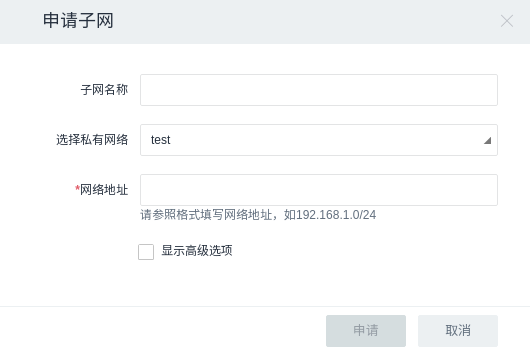 申请子网
子网名称
选择私有网络 test
*网络地址
请参照格式填写网络地址，如192.168.1.0/24
显示高级选项
申请 取消